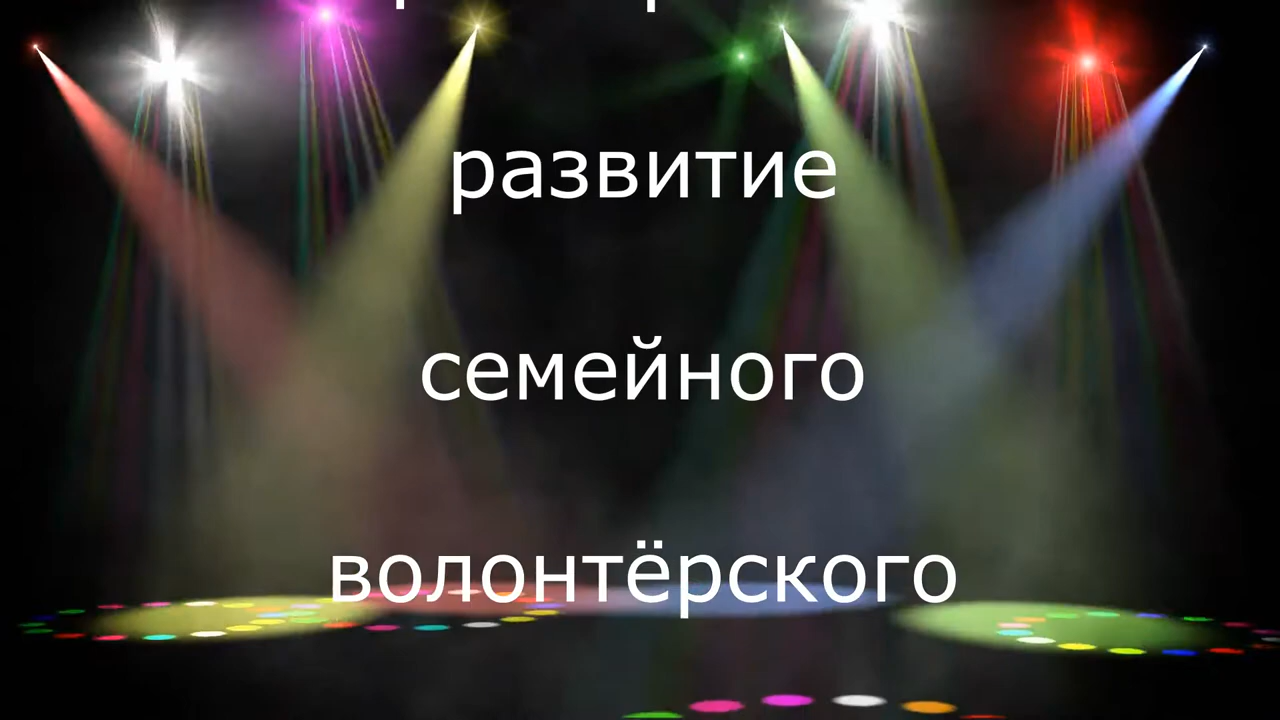 развитие
семейного
волонтёрского